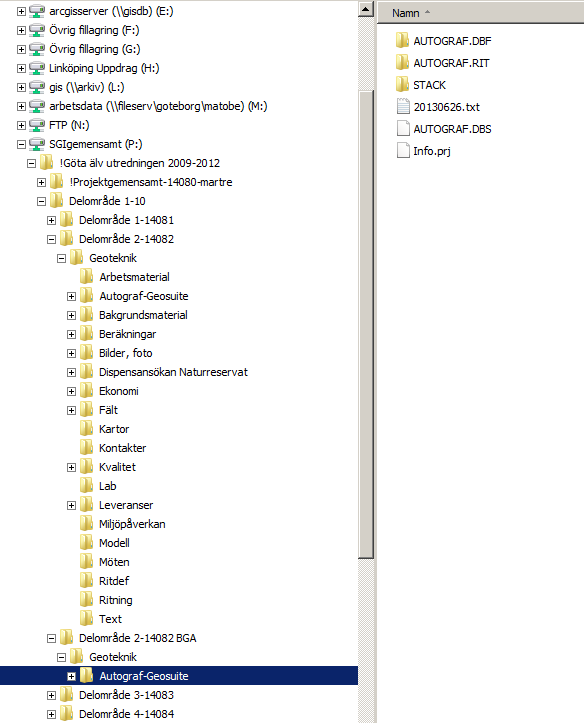 arcgisserver (\\gisdb) (E:)
Övrig fillagring (F:)
Övrig fillagring (G:)
Linköping Uppdrag (H:)
gis (\\arkiv) (L:)
arbetsdata (\\fileserv\goteborg\matobe) (M:)
FTP (N:)
SGIgemensamt (P:)
!Göta älv utredningen 2009-2012
!Projektgemensamt-14080-martre
Delområde 1-10
Delområde 1-14081
Delområde 2-14082
Geoteknik
Arbetsmaterial
Autograf-Geosuite
Bakgrundsmaterial
Beräkningar
Bilder, foto
Dispensansökan Naturreservat
Ekonomi
Fält
Kartor
Kontakter
Kvalitet
Lab
Leveranser
Miljöpåverkan
Modell
Möten
Ritdef
Ritning
Text
Delområde 2-14082 BGA
Geoteknik
Autograf-Geosuite
Delområde 3-14083
Delområde 4-14084
Namn
AUTOGRAF.DBF
AUTOGRAF.RIT
STACK
20130626.txt
AUTOGRAF.DBS
Info.prj